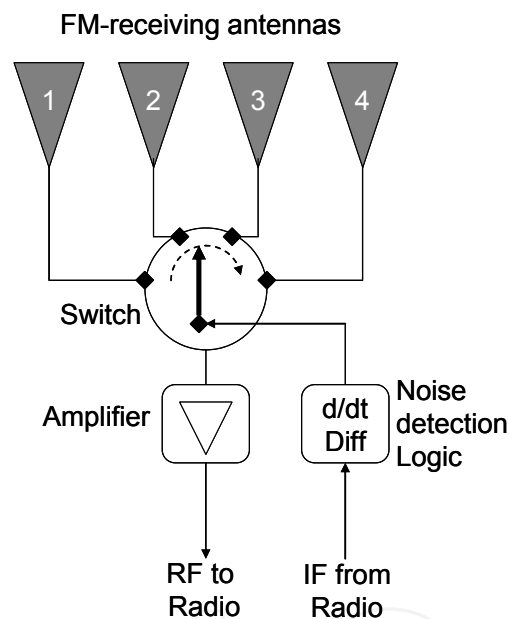 FM-receiving antennas
1 2 3 4
Switch
Amplifier
d/dt
Diff
Noise
detection
Logic
RF to
Radio
IF from
Radio